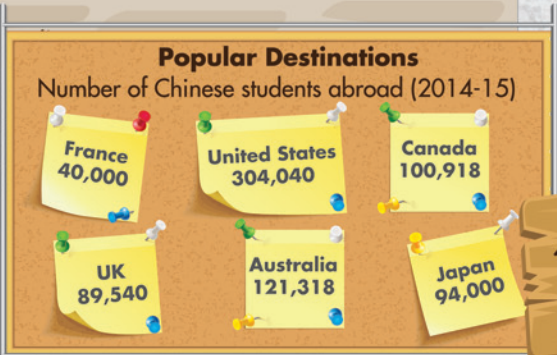 Popular Destinations
Number of Chinese students abroad (2014-15)
France
40,000
United States
304,040
Canada
100,918
UK
89,540
Australia
121,318
Japan
94,000